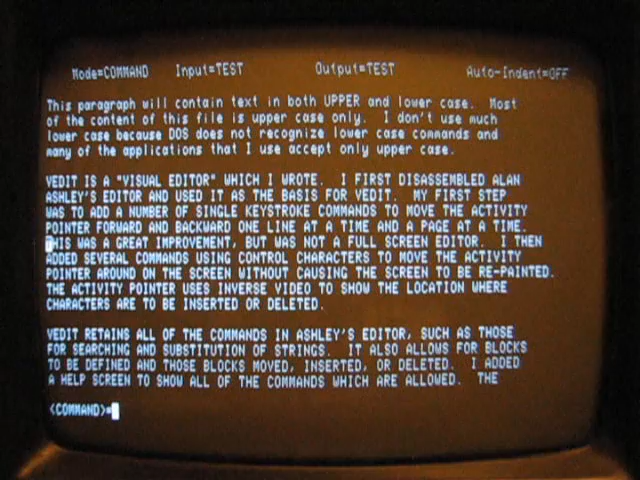 Mode=COMMAND Input=TEST Output=TEST Auto-Indent=OFF
This paragraph will contain text in both UPPER and lower case. Most
of the content of this file is upper case only. I don't use much
lower case because DOS does not recognize lower case commands and
many of the applications that I use accept only upper case.
VEDIT IS A "VISUAL EDITOR" WHICH I WROTE. I FIRST DISASSEMBLED ALAN
ASHLEY'S EDITOR AND USED IT AS THE BASIS FOR VEDIT. MY FIRST STEP
WAS TO ADD A NUMBER OF SINGLE KEYSTROKE COMMANDS TO MOVE THE ACTIVITY
POINTER FORWARD AND BACKWARD ONE LINE AT A TIME AND A PAGE AT A TIME.
THIS WAS A GREAT IMPROVEMENT, BUT WAS NOT A FULL SCREEN EDITOR. I THEN
ADDED SEVERAL COMMANDS USING CONTROL CHARACTERS TO MOVE THE ACTIVITY
POINTER AROUND ON THE SCREEN WITHOUT CAUSING THE SCREEN TO BE RE-PAINTED.
THE ACTIVITY POINTER USES INVERSE VIDEO TO SHOW THE LOCATION WHERE
CHARACTERS ARE TO BE INSERTED OR DELETED.
VEDIT RETAINS ALL OF THE COMMANDS IN ASHLEY'S EDITOR, SUCH AS THOSE
FOR SEARCHING AND SUBSTITUTION OF STRINGS. IT ALSO ALLOWS FOR BLOCKS
TO BE DEFINED AND THOSE BLOCKS MOVED, INSERTED, OR DELETED. I ADDED
A HELP SCREEN TO SHOW ALL OF THE COMMANDS WHICH ARE ALLOWED. THE
<COMMAND>=